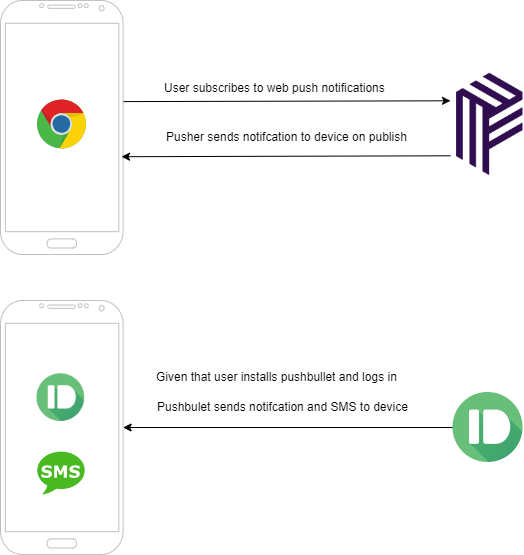 User subscribes to web push notifications
Pusher sends notifcation to device on publish
Given that user installs pushbullet and logs in
Pushbulet sends notifcation and SMS to device
SMS